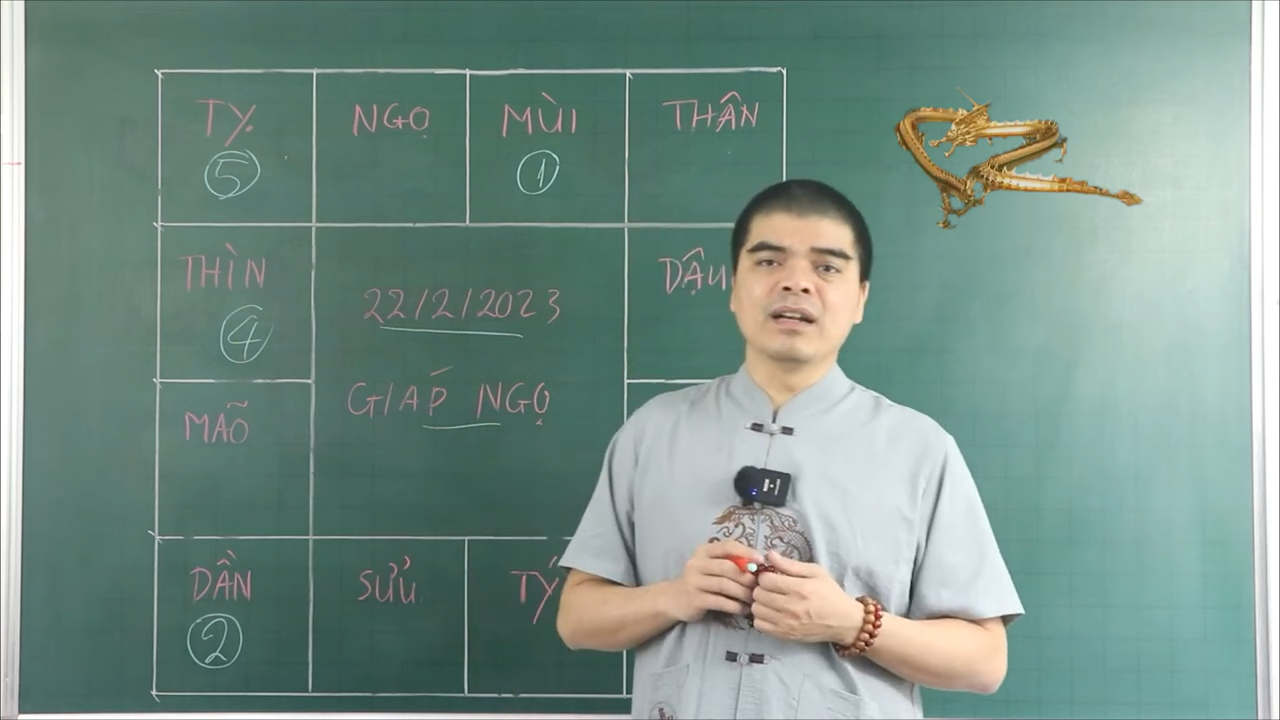 TỴ
NGỌ
MÙI
THÂN
5
1
THÌN
DẬU
4
22/2/2023
GIÁP NGỌ
MÃO
DẦN
SỬU
TÝ
2